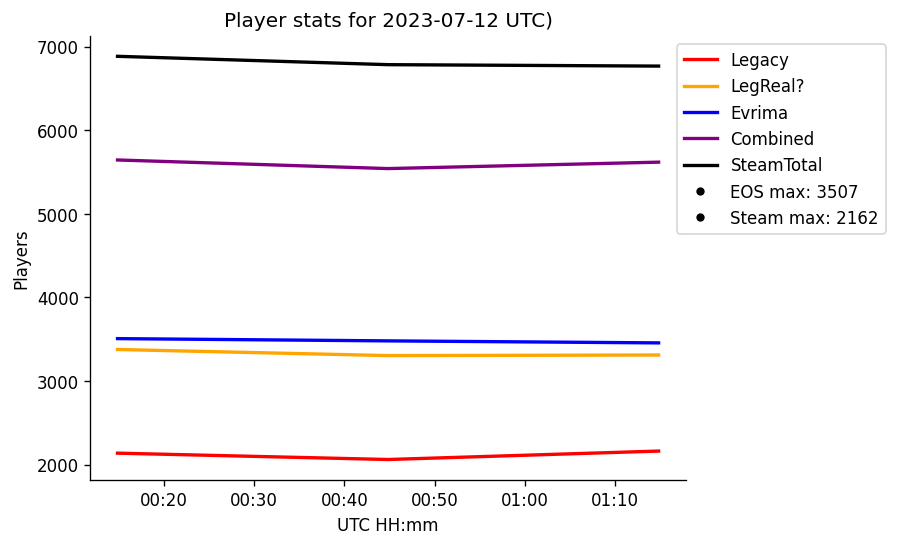 Player stats for 2023-07-12 UTC)
7000
6000
5000
4000
3000
2000
Players
00:20
00:30
00:40
00:50
01:00
01:10
UTC HH:mm
Legacy
LegReal?
Evrima
Combined
SteamTotal
EOS max: 3507
Steam max: 2162